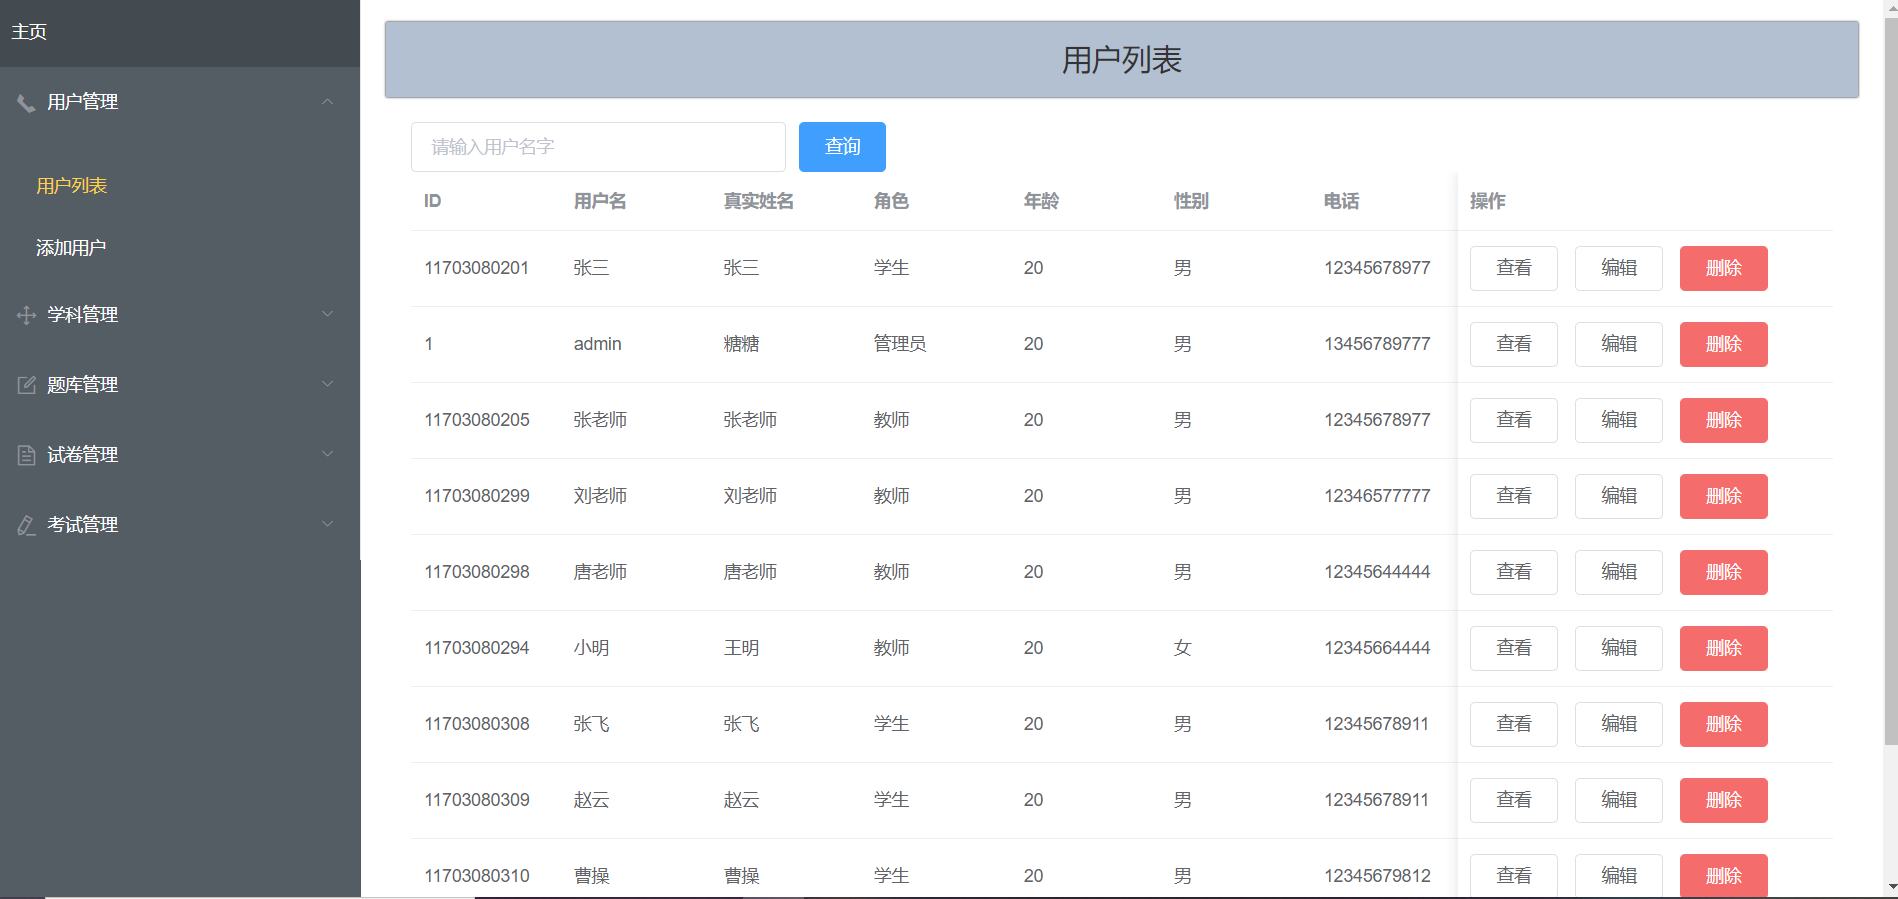 主页
用户管理
用户列表
添加用户
学科管理
题库管理
试卷管理
考试管理
用户列表
请输入用户名字 查询
ID 用户名 真实姓名 角色 年龄 性别 电话 操作
11703080201 张三 张三 学生 20 男 12345678977 查看 编辑 删除
1 admin 糖糖 管理员 20 男 13456789777 查看 编辑 删除
11703080205 张老师 张老师 教师 20 男 12345678977 查看 编辑 删除
11703080299 刘老师 刘老师 教师 20 男 12346577777 查看 编辑 删除
11703080298 唐老师 唐老师 教师 20 男 12345644444 查看 编辑 删除
11703080294 小明 王明 教师 20 女 12345664444 查看 编辑 删除
11703080308 张飞 张飞 学生 20 男 12345678911 查看 编辑 删除
11703080309 赵云 赵云 学生 20 男 12345678911 查看 编辑 删除
11703080310 曹操 曹操 学生 20 男 12345679812 查看 编辑 删除